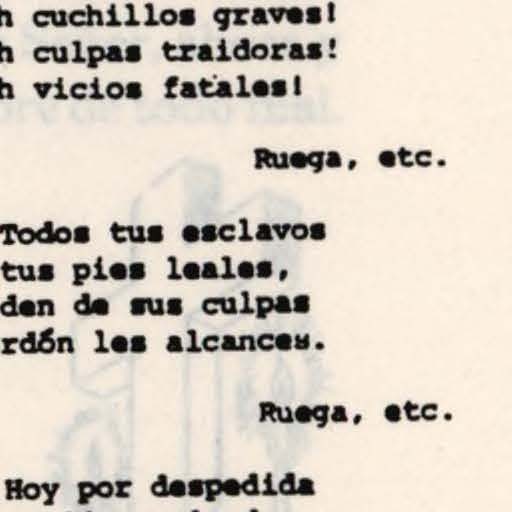 h cuchillos graves!
h culpas traidoras!
h vicios fatales!
Ruega, etc.
Todos tus esclavos
tus pies leales,
den de sus culpas
rdón les alcances.
Ruega, etc.
Hoy por despedida